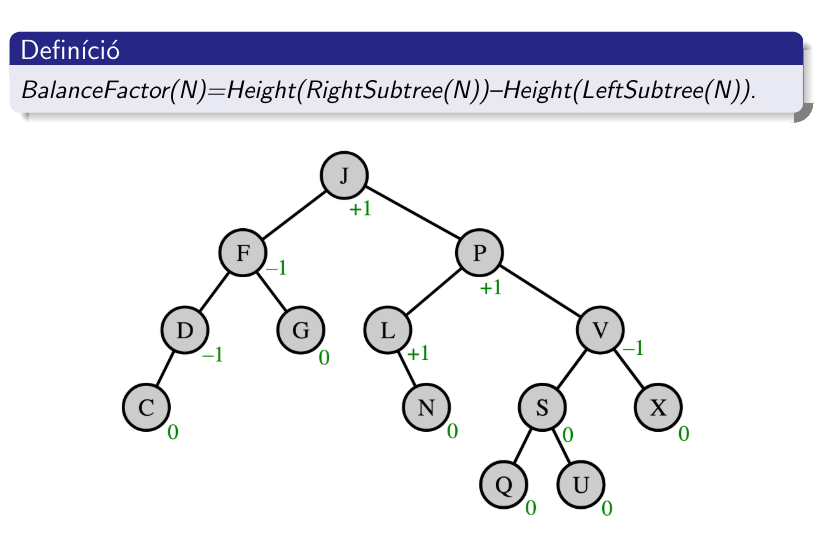 Definíció
BalanceFactor(N)=Height(RightSubtree(N))–Height(LeftSubtree(N)).
J
+1
F
–1
P
+1
D
–1
G
0
L
+1
V
–1
C
0
N
0
S
0
X
0
Q
0
U
0